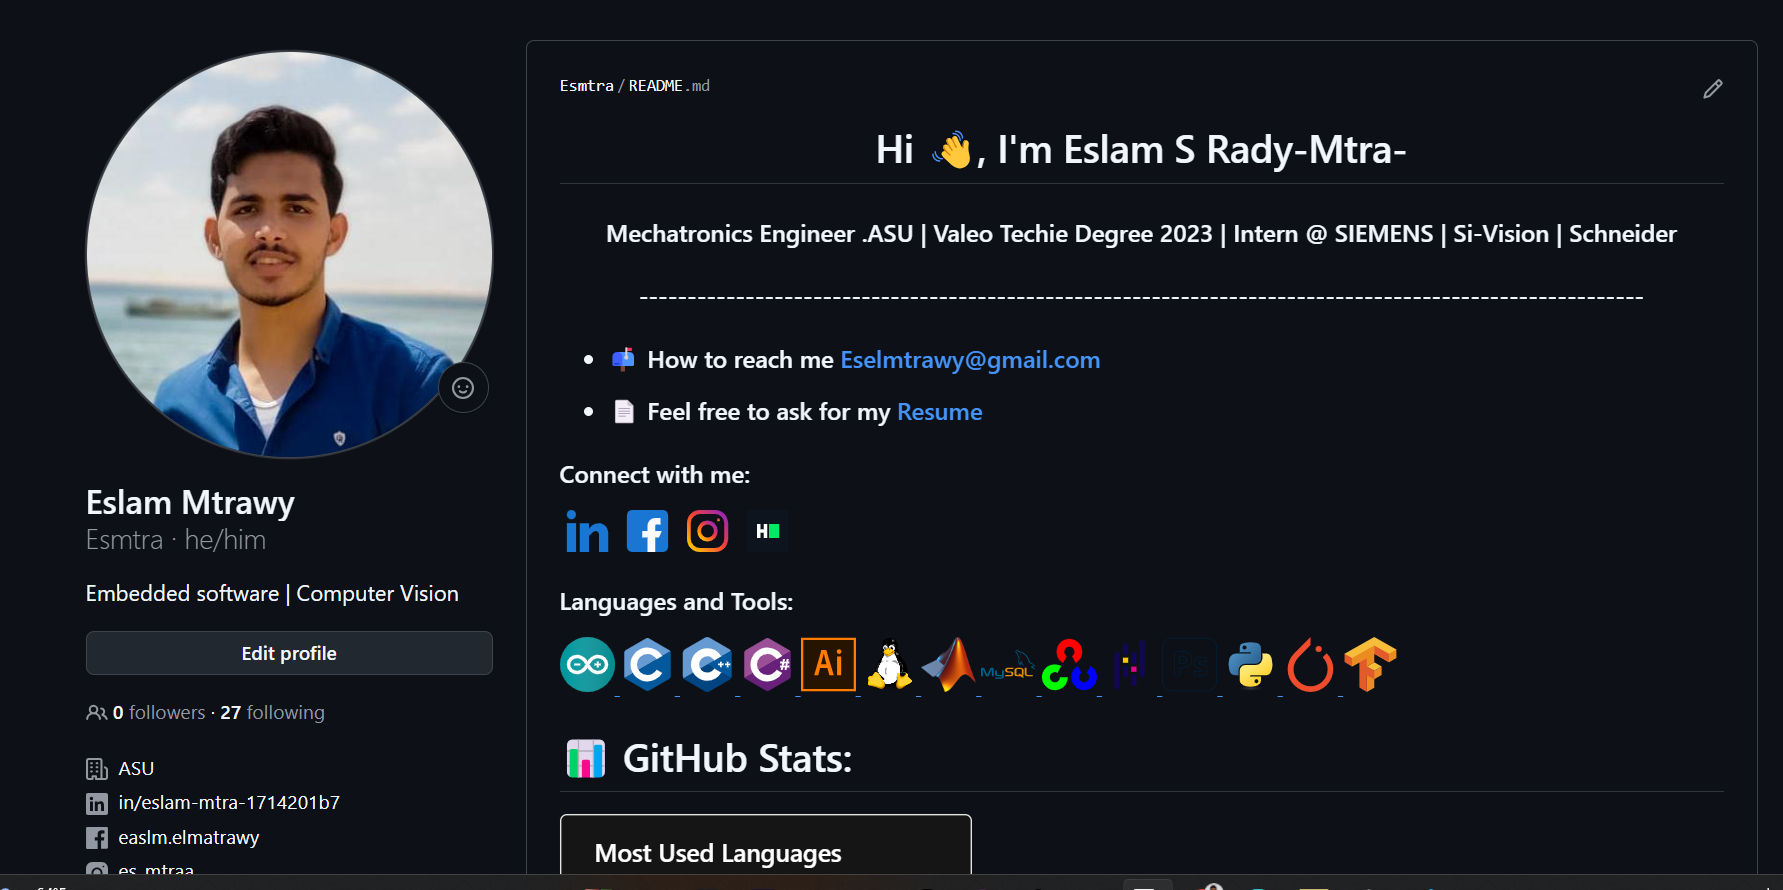 Esmtra/README.md
Hi 👋, I'm Eslam S Rady-Mtra-
Mechatronics Engineer .ASU | Valeo Techie Degree 2023 | Intern @ SIEMENS | Si-Vision | Schneider
--------------------------------------------------------------------------------------------------------
How to reach me Eselmtrawy@gmail.com
Feel free to ask for my Resume
Connect with me:
in
H
Languages and Tools:
C
C++
C#
Ai
MySQL
Ps
GitHub Stats:
Most Used Languages
Eslam Mtrawy
Esmtra · he/him
Embedded software | Computer Vision
Edit profile
0 followers · 27 following
ASU
in/eslam-mtra-1714201b7
easlm.elmatrawy
es_mtraa